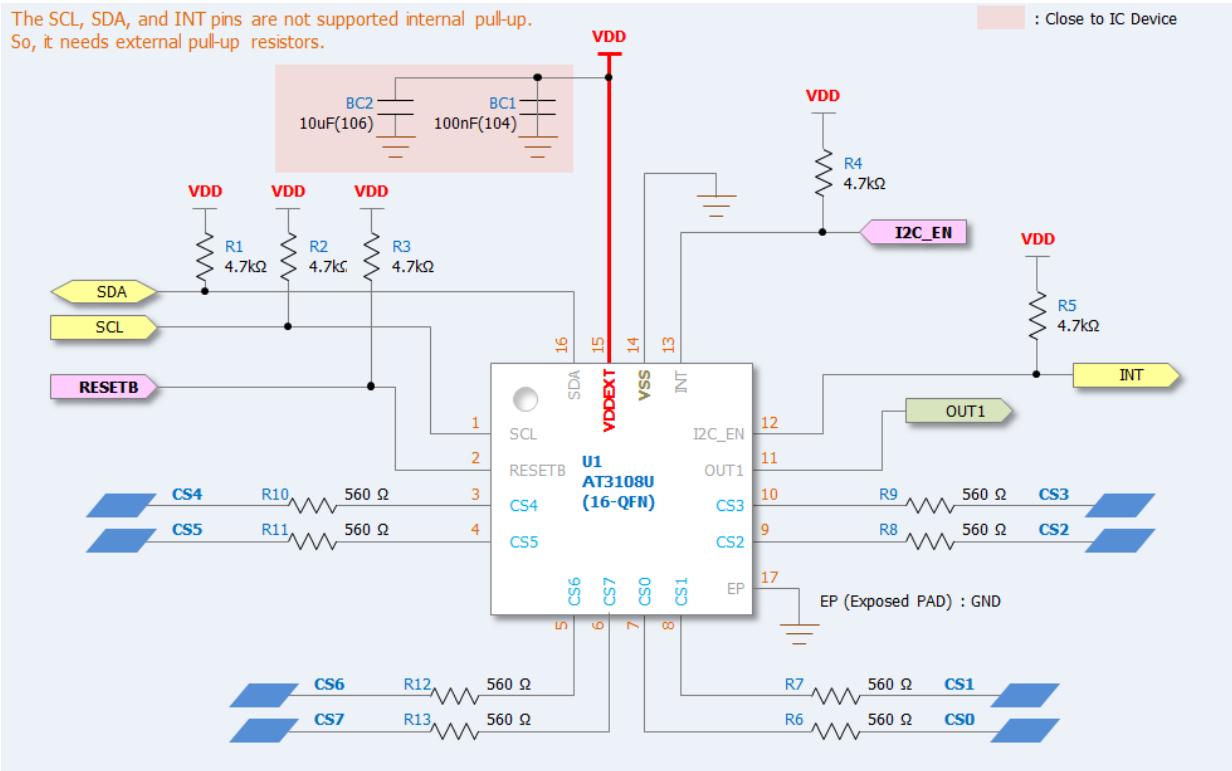 The SCL, SDA, and INT pins are not supported internal pull-up.
So, it needs external pull-up resistors.
: Close to IC Device
VDD
BC2
10uF(106)
BC1
100nF(104)
VDD
R4
4.7kΩ
I2C_EN
VDD
R5
4.7kΩ
INT
OUT1
VDD
VDD
VDD
R1
4.7kΩ
R2
4.7kΩ
R3
4.7kΩ
SDA
SCL
RESETB
16
15
14
13
SDA
VDDEXT
VSS
INT
1
SCL
2
RESETB
3
CS4
4
CS5
U1
AT3108U
(16-QFN)
12
I2C_EN
11
OUT1
10
CS3
9
CS2
17
EP
EP (Exposed PAD) : GND
CS6
CS7
CS0
CS1
5
6
7
8
CS4
R10
560 Ω
CS5
R11
560 Ω
R9
560 Ω
CS3
R8
560 Ω
CS2
CS6
R12
560 Ω
CS7
R13
560 Ω
R7
560 Ω
CS1
R6
560 Ω
CS0